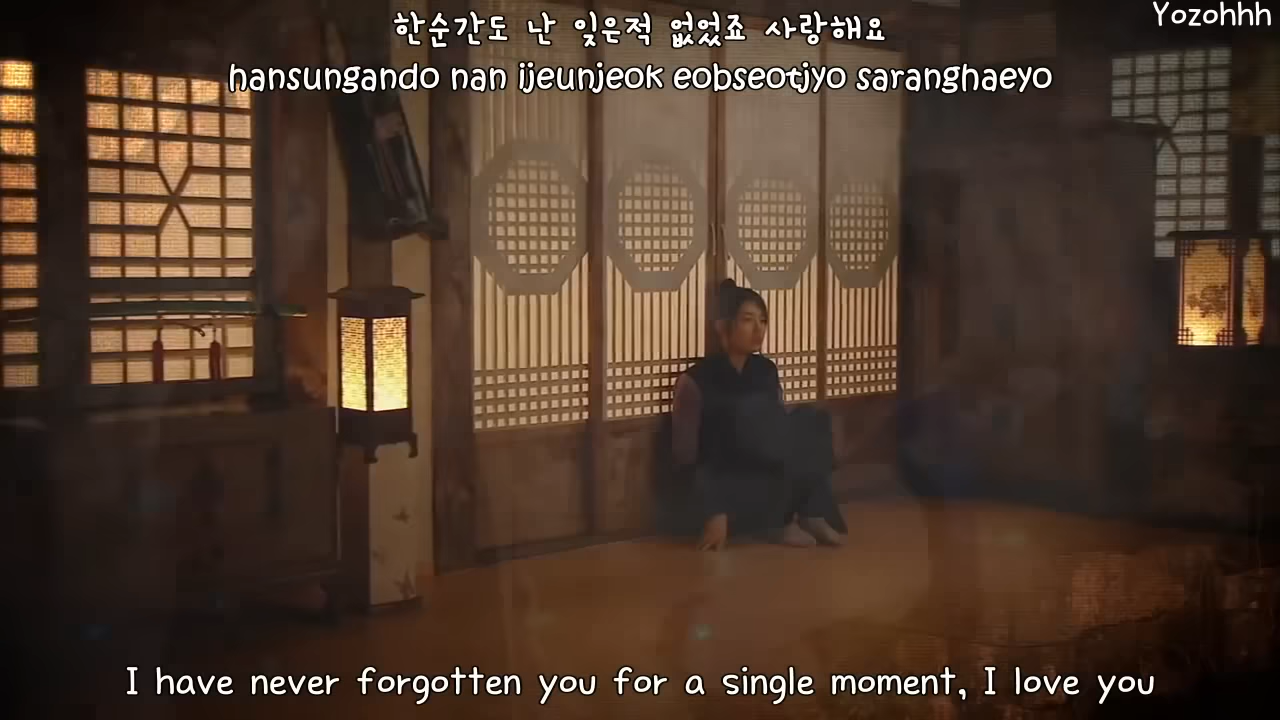 Yozohhh
한순간도 난 잊은적 없었죠 사랑해요
hansungando nan ijeunjeok eobseotjyo saranghaeyo
I have never forgotten you for a single moment, I love you